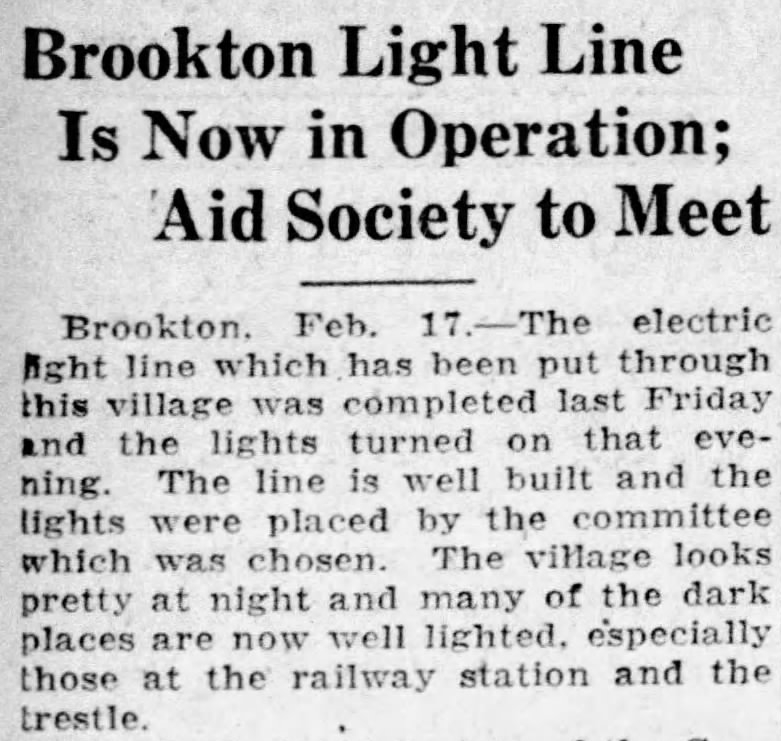 Brookton Light Line
Is Now in Operation;
Aid Society to Meet
Brookton, Feb. 17.—The electric
light line which has been put through
this village was completed last Friday
and the lights turned on that eve-
ning. The line is well built and the
lights were placed by the committee
which was chosen. The village looks
pretty at night and many of the dark
places are now well lighted, especially
those at the railway station and the
trestle.